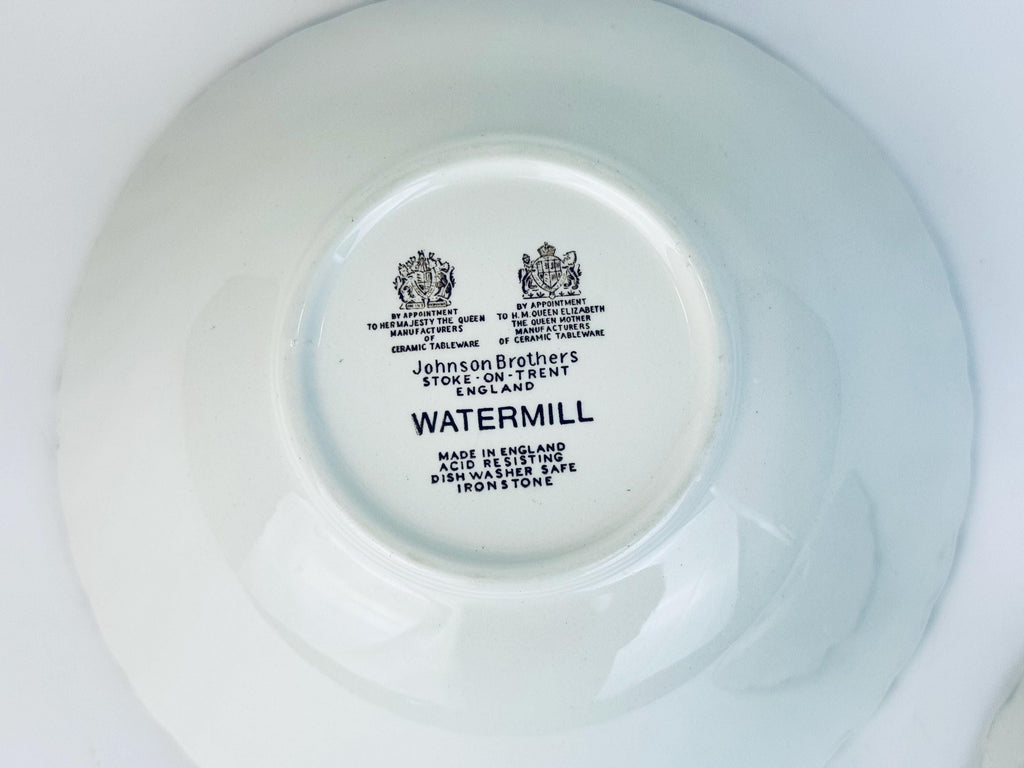 BY APPOINTMENT
TO HER MAJESTY THE QUEEN
MANUFACTURERS
OF
CERAMIC TABLEWARE
BY APPOINTMENT
TO H.M. QUEEN ELIZABETH
THE QUEEN MOTHER
MANUFACTURERS
OF CERAMIC TABLEWARE
Johnson Brothers
STOKE-ON-TRENT
ENGLAND
WATERMILL
MADE IN ENGLAND
ACID RESISTING
DISH WASHER SAFE
IRONSTONE